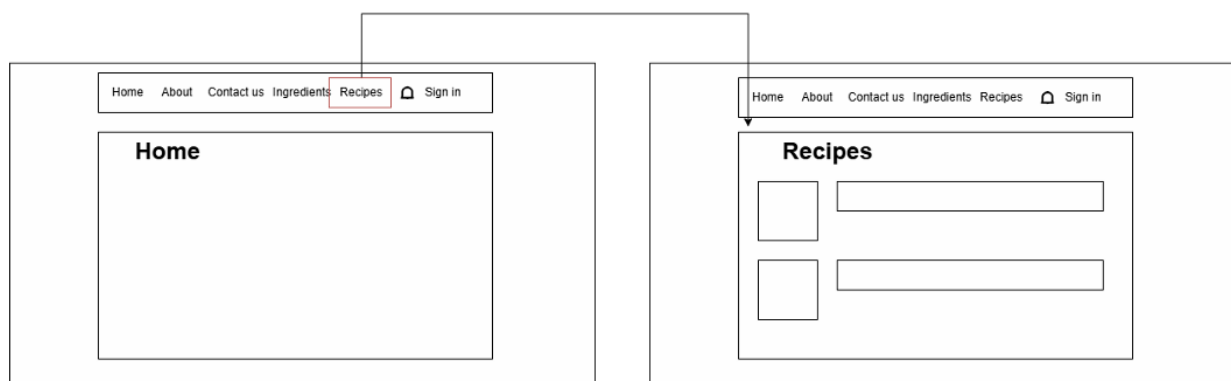 Home About Contact us Ingredients Recipes Sign in
Home
Home About Contact us Ingredients Recipes Sign in
Recipes